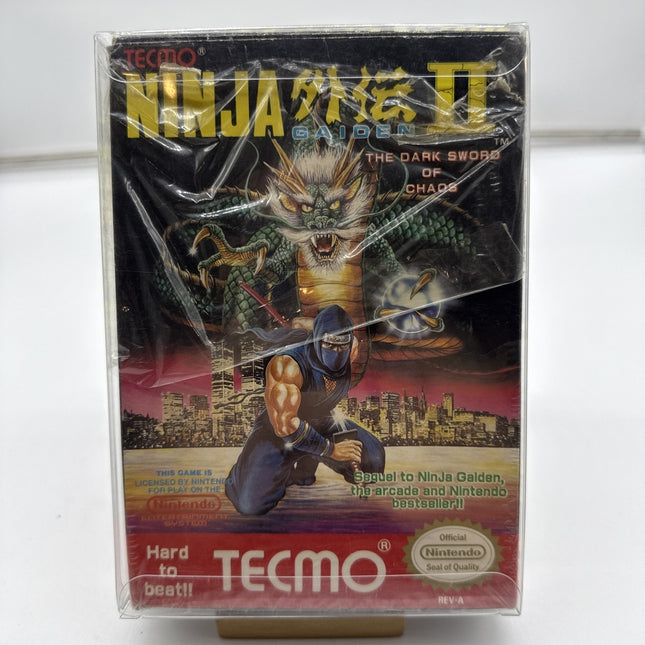 TECMO®
NINJA 外伝 II
GAIDEN
TM
THE DARK SWORD
OF
CHAOS
THIS GAME IS
LICENSED BY NINTENDO
FOR PLAY ON THE
Nintendo
ENTERTAINMENT
SYSTEM
Sequel to Ninja Gaiden,
the arcade and Nintendo
bestseller!!
Hard
to
beat!!
TECMO®
Official
Nintendo
Seal of Quality
REV-A